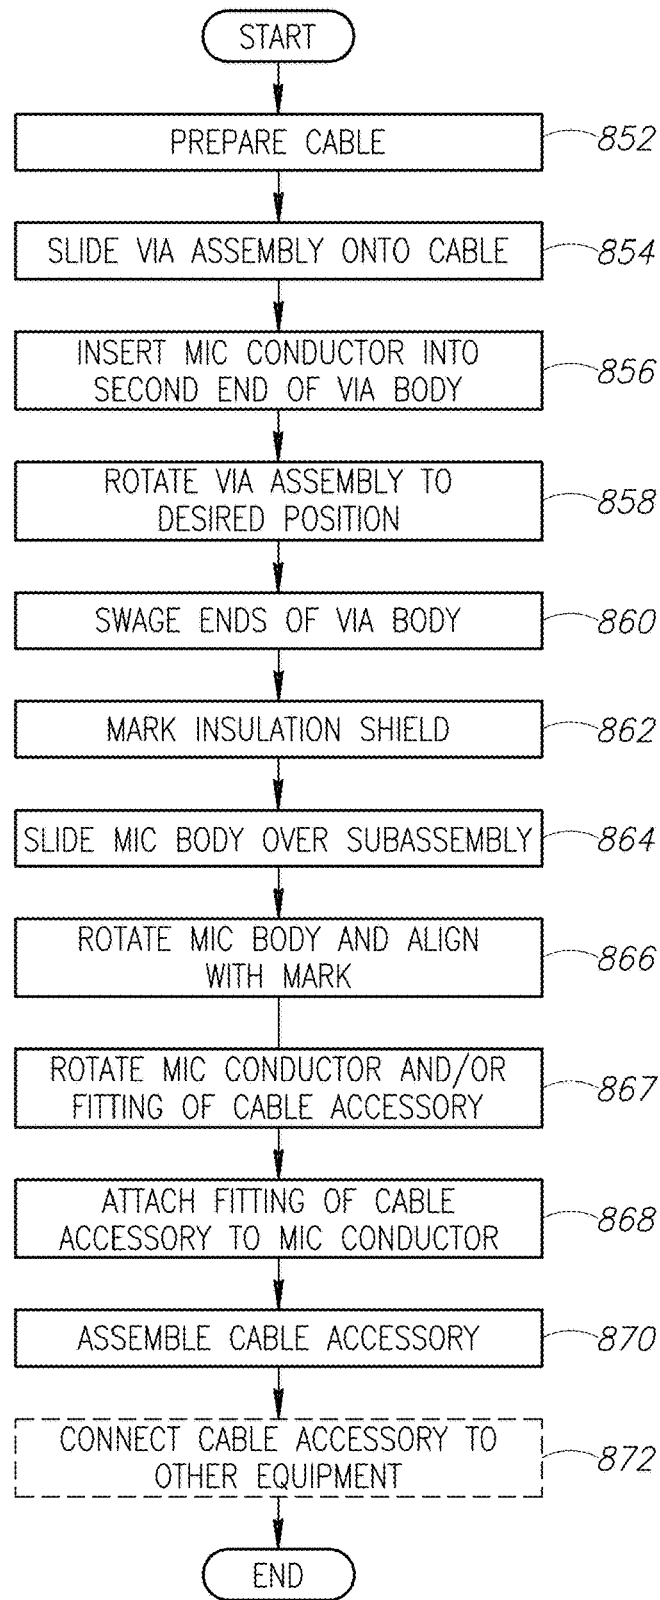 START
PREPARE CABLE
852
SLIDE VIA ASSEMBLY ONTO CABLE
854
INSERT MIC CONDUCTOR INTO
SECOND END OF VIA BODY
856
ROTATE VIA ASSEMBLY TO
DESIRED POSITION
858
SWAGE ENDS OF VIA BODY
860
MARK INSULATION SHIELD
862
SLIDE MIC BODY OVER SUBASSEMBLY
864
ROTATE MIC BODY AND ALIGN
WITH MARK
866
ROTATE MIC CONDUCTOR AND/OR
FITTING OF CABLE ACCESSORY
867
ATTACH FITTING OF CABLE
ACCESSORY TO MIC CONDUCTOR
868
ASSEMBLE CABLE ACCESSORY
870
CONNECT CABLE ACCESSORY TO
OTHER EQUIPMENT
872
END